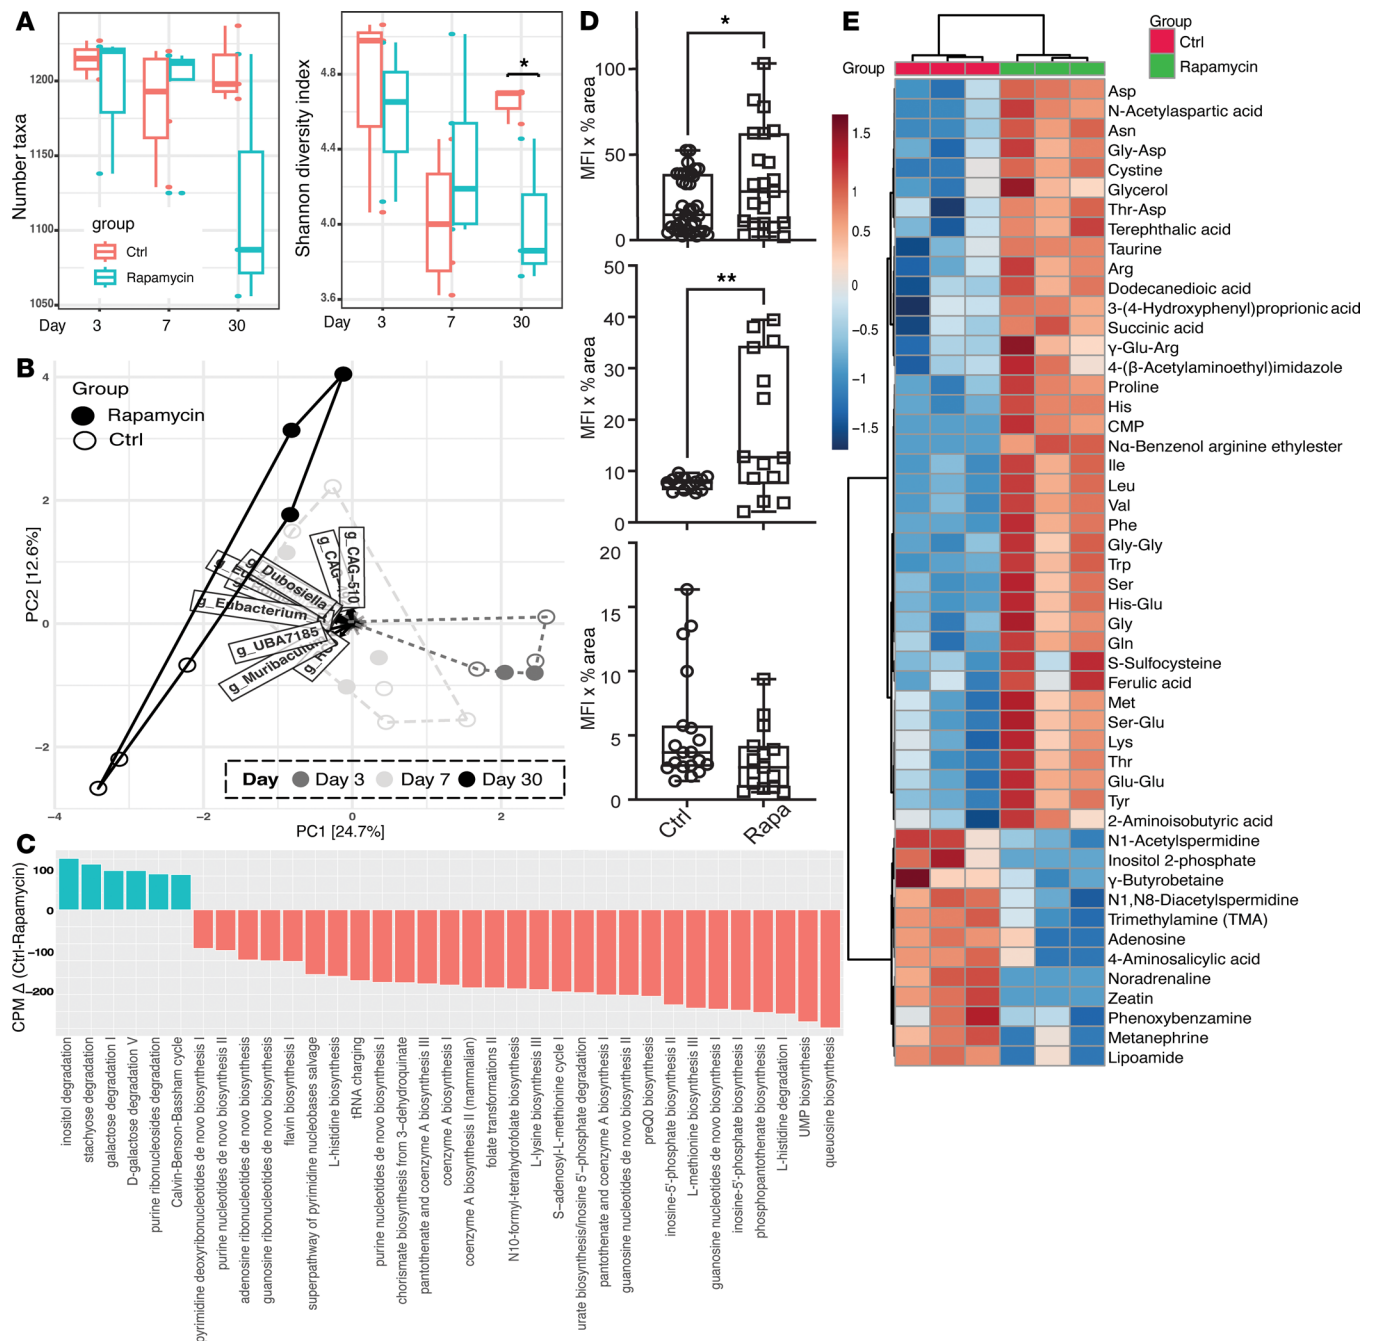 A
Number taxa
1200
1150
1100
1050
group
Ctrl
Rapamycin
Day
3
7
30
Shannon diversity index
4.8
4.4
4.0
3.6
*
Day
3
7
30
B
Group
Rapamycin
Ctrl
PC2 [12.6%]
4
2
0
−2
−4
−2
0
2
PC1 [24.7%]
g_CAG-510
g_Dubosiella
g_Eubacterium
g_UBA7185
Day
Day 3
Day 7
Day 30
C
CPM Δ (Ctrl-Rapamycin)
100
0
−100
−200
inositol degradation
stachyose degradation
galactose degradation I
D-galactose degradation V
purine ribonucleosides degradation
Calvin-Benson-Bassham cycle
pyrimidine deoxyribonucleotides de novo biosynthesis I
purine nucleotides de novo biosynthesis II
adenosine ribonucleotides de novo biosynthesis
guanosine ribonucleotides de novo biosynthesis
flavin biosynthesis I
superpathway of pyrimidine nucleobases salvage
L-histidine biosynthesis
tRNA charging
purine nucleotides de novo biosynthesis I
chorismate biosynthesis from 3−dehydroquinate
pantothenate and coenzyme A biosynthesis III
coenzyme A biosynthesis I
coenzyme A biosynthesis II (mammalian)
folate transformations II
N10-formyl-tetrahydrofolate biosynthesis
L-lysine biosynthesis III
S−adenosyl-L-methionine cycle I
urate biosynthesis/inosine 5'−phosphate degradation
pantothenate and coenzyme A biosynthesis I
guanosine nucleotides de novo biosynthesis II
preQ0 biosynthesis
inosine-5'-phosphate biosynthesis II
L-methionine biosynthesis III
guanosine nucleotides de novo biosynthesis I
inosine-5'-phosphate biosynthesis I
phosphopantothenate biosynthesis I
L-histidine degradation I
UMP biosynthesis
queuosine biosynthesis
D
*
MFI x % area
100
50
0
**
MFI x % area
50
40
30
20
10
0
MFI x % area
20
15
10
5
0
Ctrl
Rapa
E
Group
Ctrl
Rapamycin
Group
1.5
1
0.5
0
−0.5
−1
−1.5
Asp
N-Acetylaspartic acid
Asn
Gly-Asp
Cystine
Glycerol
Thr-Asp
Terephthalic acid
Taurine
Arg
Dodecanedioic acid
3-(4-Hydroxyphenyl)proprionic acid
Succinic acid
γ-Glu-Arg
4-(β-Acetylaminoethyl)imidazole
Proline
His
CMP
Nα-Benzenol arginine ethylester
Ile
Leu
Val
Phe
Gly-Gly
Trp
Ser
His-Glu
Gly
Gln
S-Sulfocysteine
Ferulic acid
Met
Ser-Glu
Lys
Thr
Glu-Glu
Tyr
2-Aminoisobutyric acid
N1-Acetylspermidine
Inositol 2-phosphate
γ-Butyrobetaine
N1,N8-Diacetylspermidine
Trimethylamine (TMA)
Adenosine
4-Aminosalicylic acid
Noradrenaline
Zeatin
Phenoxybenzamine
Metanephrine
Lipoamide